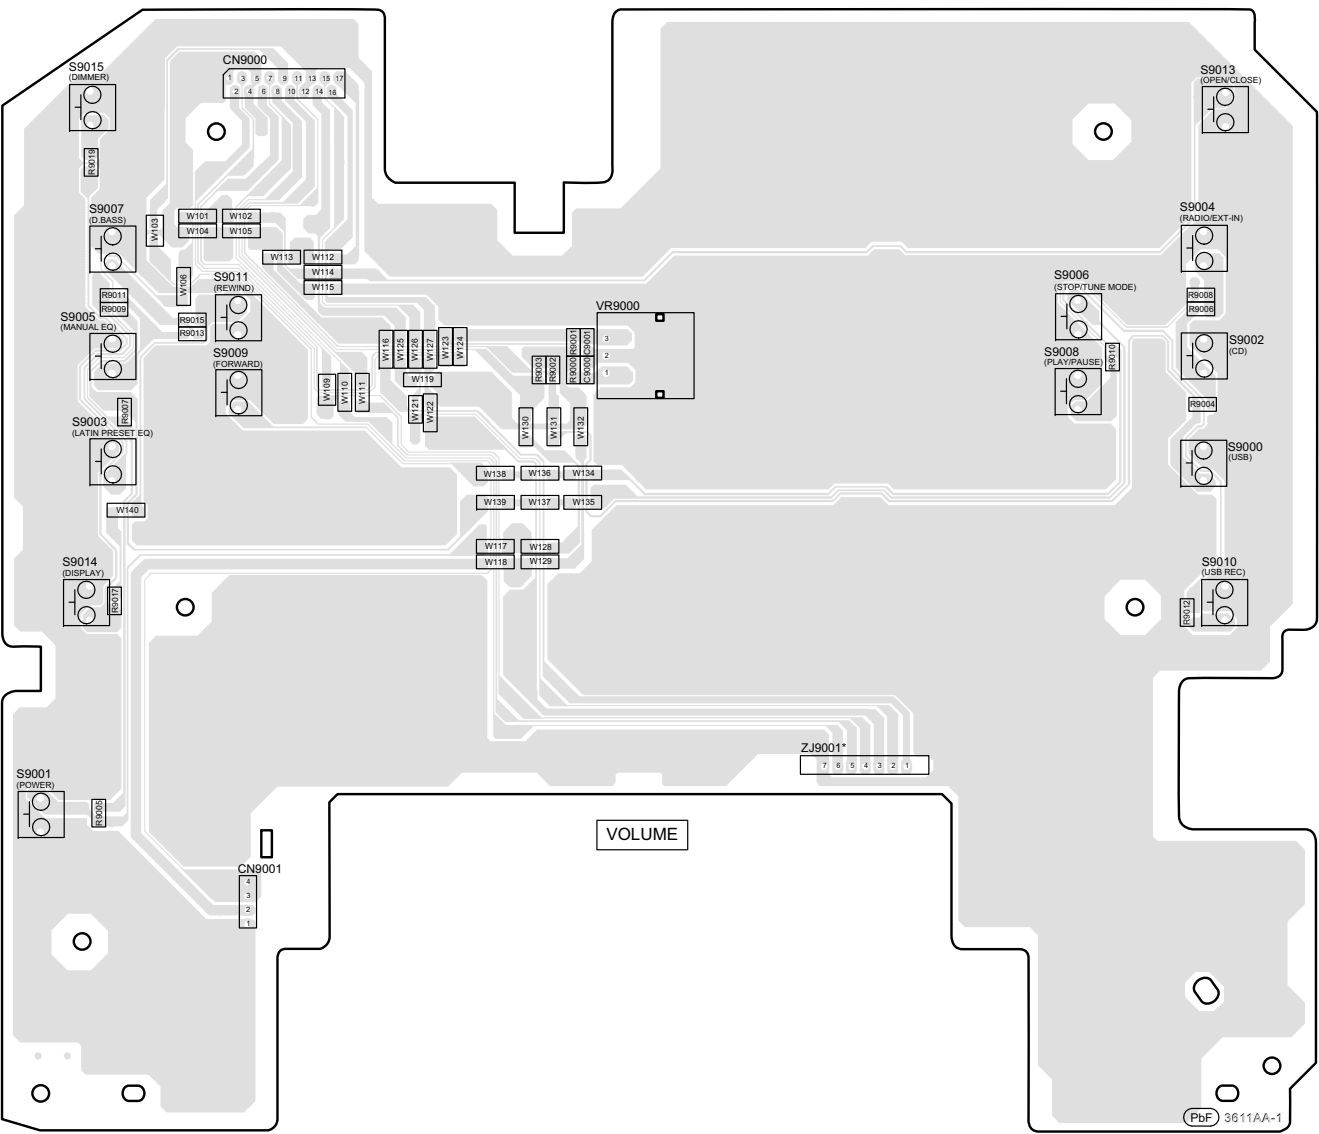 CN9000
1 3 5 7 9 11 13 15 17
2 4 6 8 10 12 14 16
S9015
(DIMMER)
R9019
S9013
(OPEN/CLOSE)
S9007
(D.BASS)
W103
W101
W102
W104
W105
W113
W112
W114
W115
W106
S9004
(RADIO/EXT-IN)
S9011
(REWIND)
R9011
R9009
R9015
R9013
S9005
(MANUAL EQ)
S9009
(FORWARD)
S9006
(STOP/TUNE MODE)
R9008
R9006
S9002
(CD)
S9008
(PLAY/PAUSE)
R9010
R9004
VR9000
3
2
1
W116
W125
W126
W127
W123
W124
R9001
C9001
R9003
R9002
R9000
C9000
W119
W109
W110
W111
W121
W122
W130
W131
W132
R9007
S9003
(LATIN PRESET EQ)
S9000
(USB)
W138
W136
W134
W139
W137
W135
W140
W117
W128
W118
W129
S9014
(DISPLAY)
R9017
S9010
(USB REC)
R9012
ZJ9001*
7 6 5 4 3 2 1
S9001
(POWER)
R9005
VOLUME
CN9001
4
3
2
1
PbF 3611AA-1